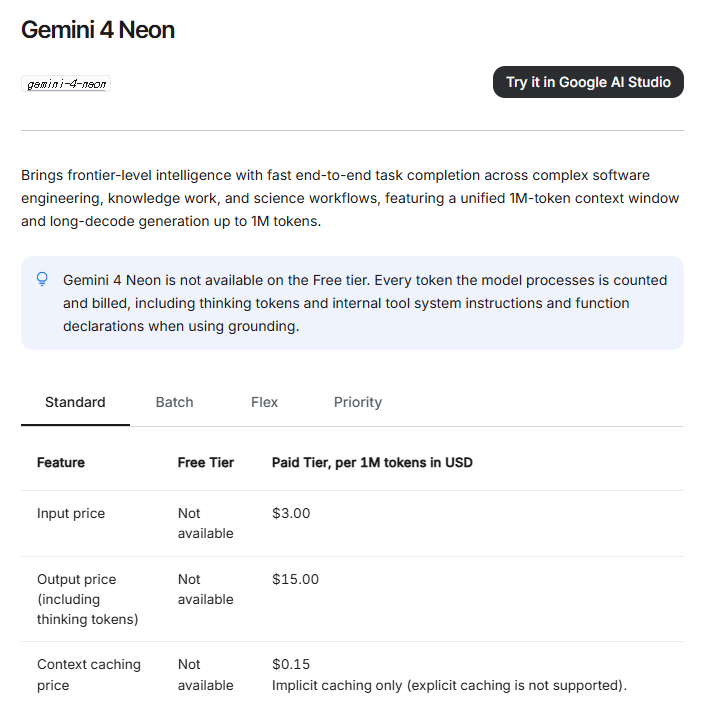 Gemini 4 Neon
gemini-4-neon
Try it in Google AI Studio
Brings frontier-level intelligence with fast end-to-end task completion across complex software
engineering, knowledge work, and science workflows, featuring a unified 1M-token context window
and long-decode generation up to 1M tokens.
Gemini 4 Neon is not available on the Free tier. Every token the model processes is counted
and billed, including thinking tokens and internal tool system instructions and function
declarations when using grounding.
Standard Batch Flex Priority
Feature Free Tier Paid Tier, per 1M tokens in USD
Input price Not $3.00
available
Output price Not $15.00
(including available
thinking tokens)
Context caching Not $0.15
price available Implicit caching only (explicit caching is not supported).